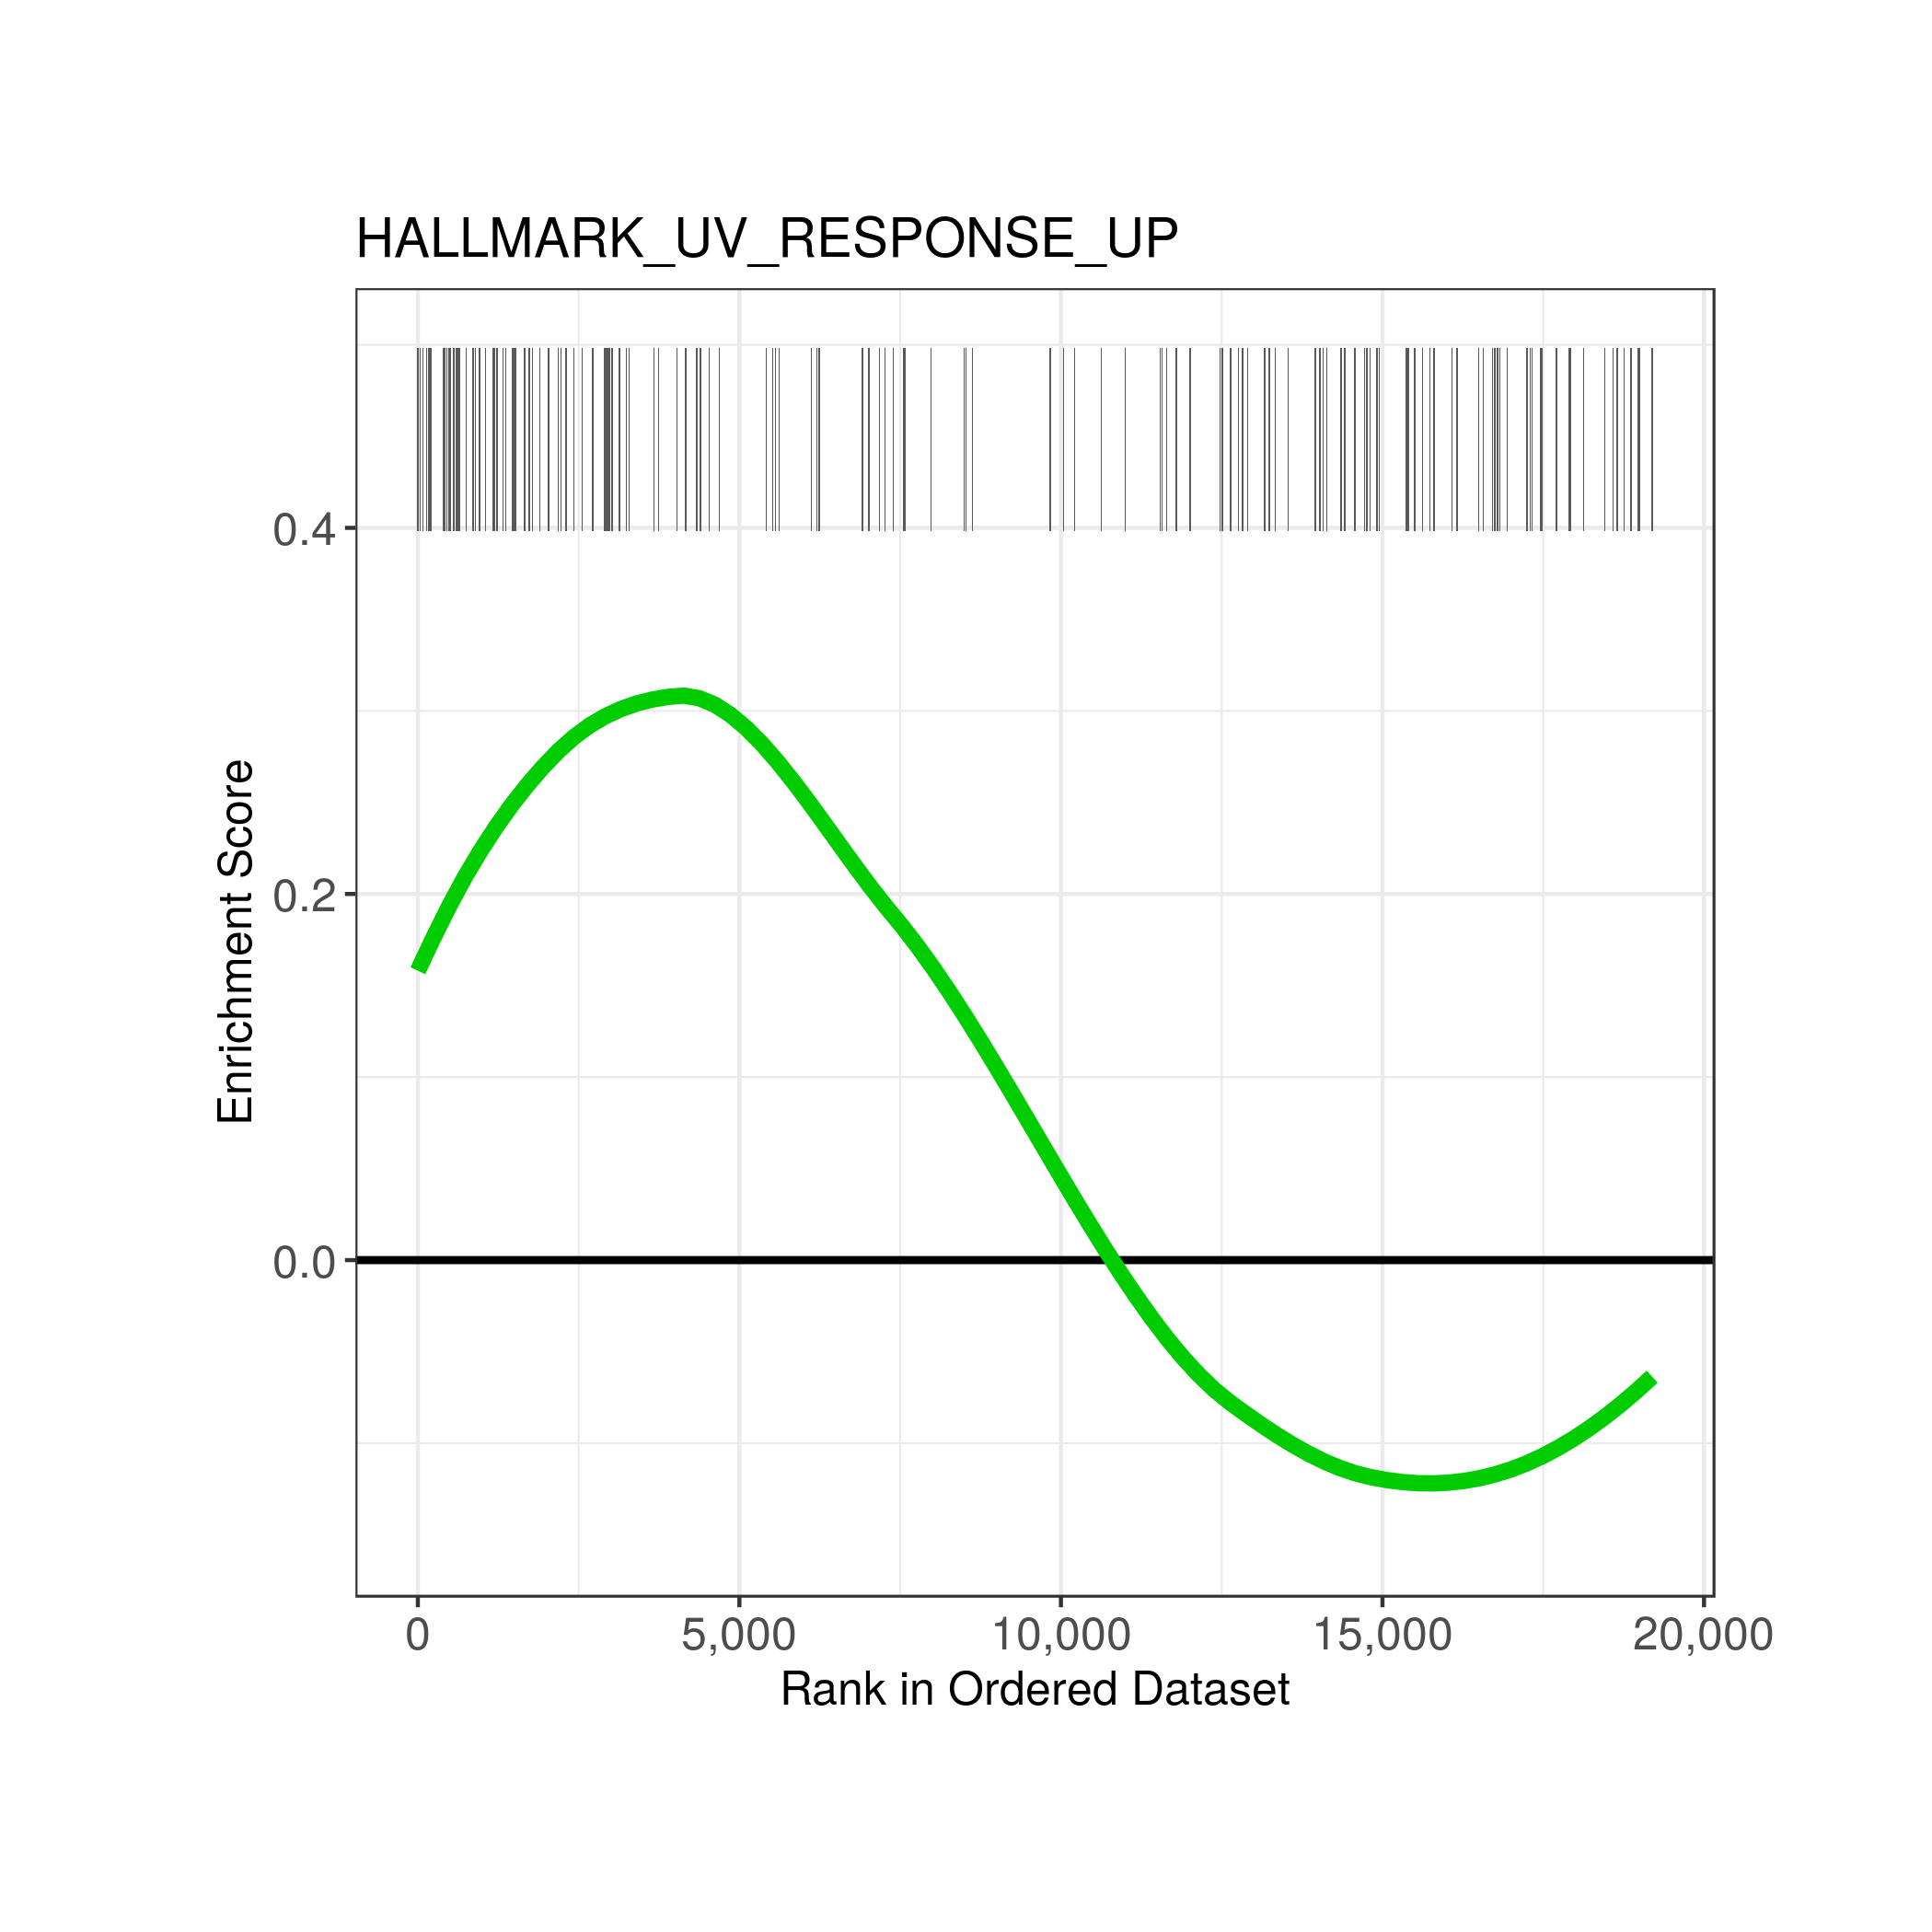 HALLMARK_UV_RESPONSE_UP
0.4
0.2
0.0
Enrichment Score
0 5,000 10,000 15,000 20,000
Rank in Ordered Dataset